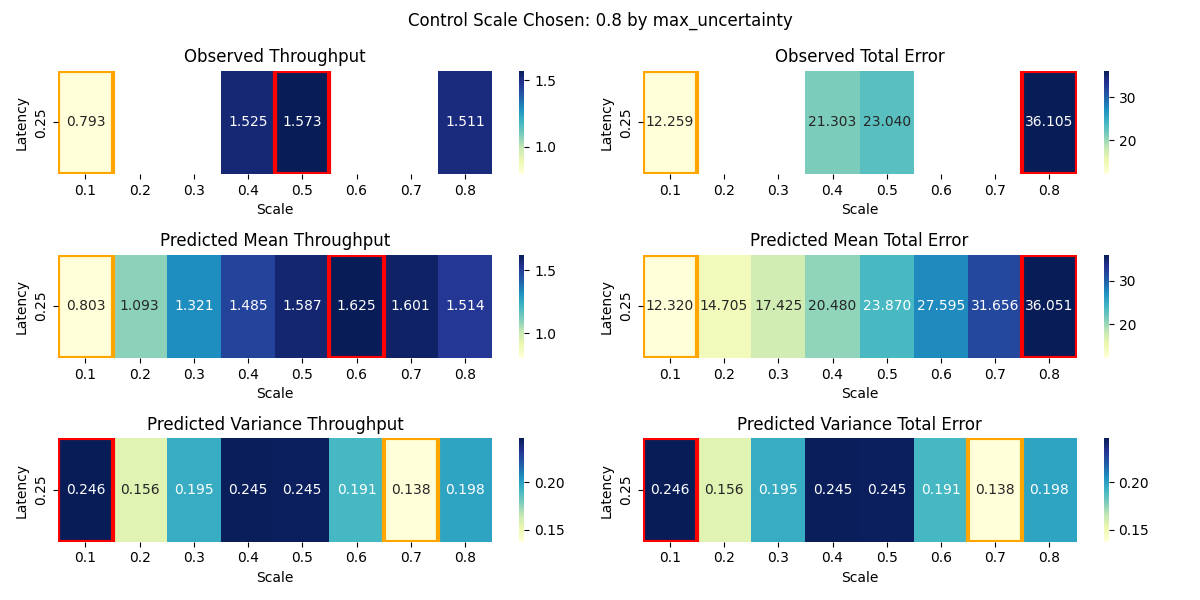 Control Scale Chosen: 0.8 by max_uncertainty
Observed Throughput
Latency
0.25
0.793 1.525 1.573 1.511
0.1 0.2 0.3 0.4 0.5 0.6 0.7 0.8
Scale
1.5
1.0
Observed Total Error
Latency
0.25
12.259 21.303 23.040 36.105
0.1 0.2 0.3 0.4 0.5 0.6 0.7 0.8
Scale
30
20
Predicted Mean Throughput
Latency
0.25
0.803 1.093 1.321 1.485 1.587 1.625 1.601 1.514
0.1 0.2 0.3 0.4 0.5 0.6 0.7 0.8
Scale
1.5
1.0
Predicted Mean Total Error
Latency
0.25
12.320 14.705 17.425 20.480 23.870 27.595 31.656 36.051
0.1 0.2 0.3 0.4 0.5 0.6 0.7 0.8
Scale
30
20
Predicted Variance Throughput
Latency
0.25
0.246 0.156 0.195 0.245 0.245 0.191 0.138 0.198
0.1 0.2 0.3 0.4 0.5 0.6 0.7 0.8
Scale
0.20
0.15
Predicted Variance Total Error
Latency
0.25
0.246 0.156 0.195 0.245 0.245 0.191 0.138 0.198
0.1 0.2 0.3 0.4 0.5 0.6 0.7 0.8
Scale
0.20
0.15